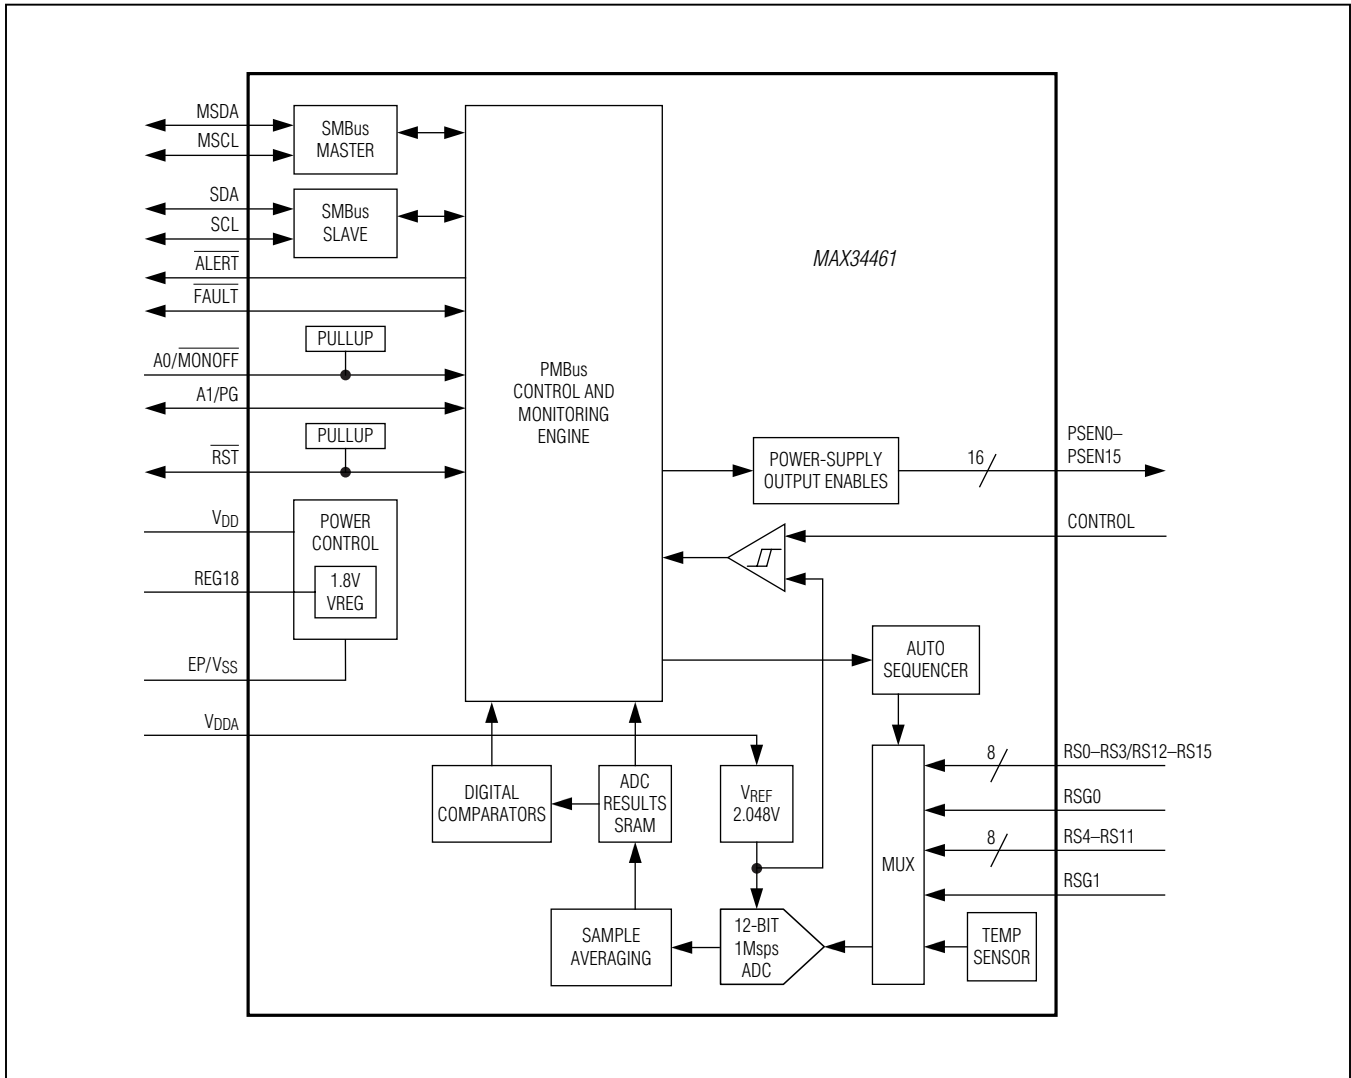 MSDA
MSCL
SMBus
MASTER
SDA
SCL
SMBus
SLAVE
ALERT
FAULT
PULLUP
A0/MONOFF
A1/PG
PULLUP
RST
VDD
POWER
CONTROL
REG18
1.8V
VREG
EP/VSS
VDDA
PMBus
CONTROL AND
MONITORING
ENGINE
MAX34461
POWER-SUPPLY
OUTPUT ENABLES
16
PSEN0–
PSEN15
CONTROL
AUTO
SEQUENCER
DIGITAL
COMPARATORS
ADC
RESULTS
SRAM
VREF
2.048V
MUX
8
RS0–RS3/RS12–RS15
RSG0
8
RS4–RS11
RSG1
SAMPLE
AVERAGING
12-BIT
1Msps
ADC
TEMP
SENSOR